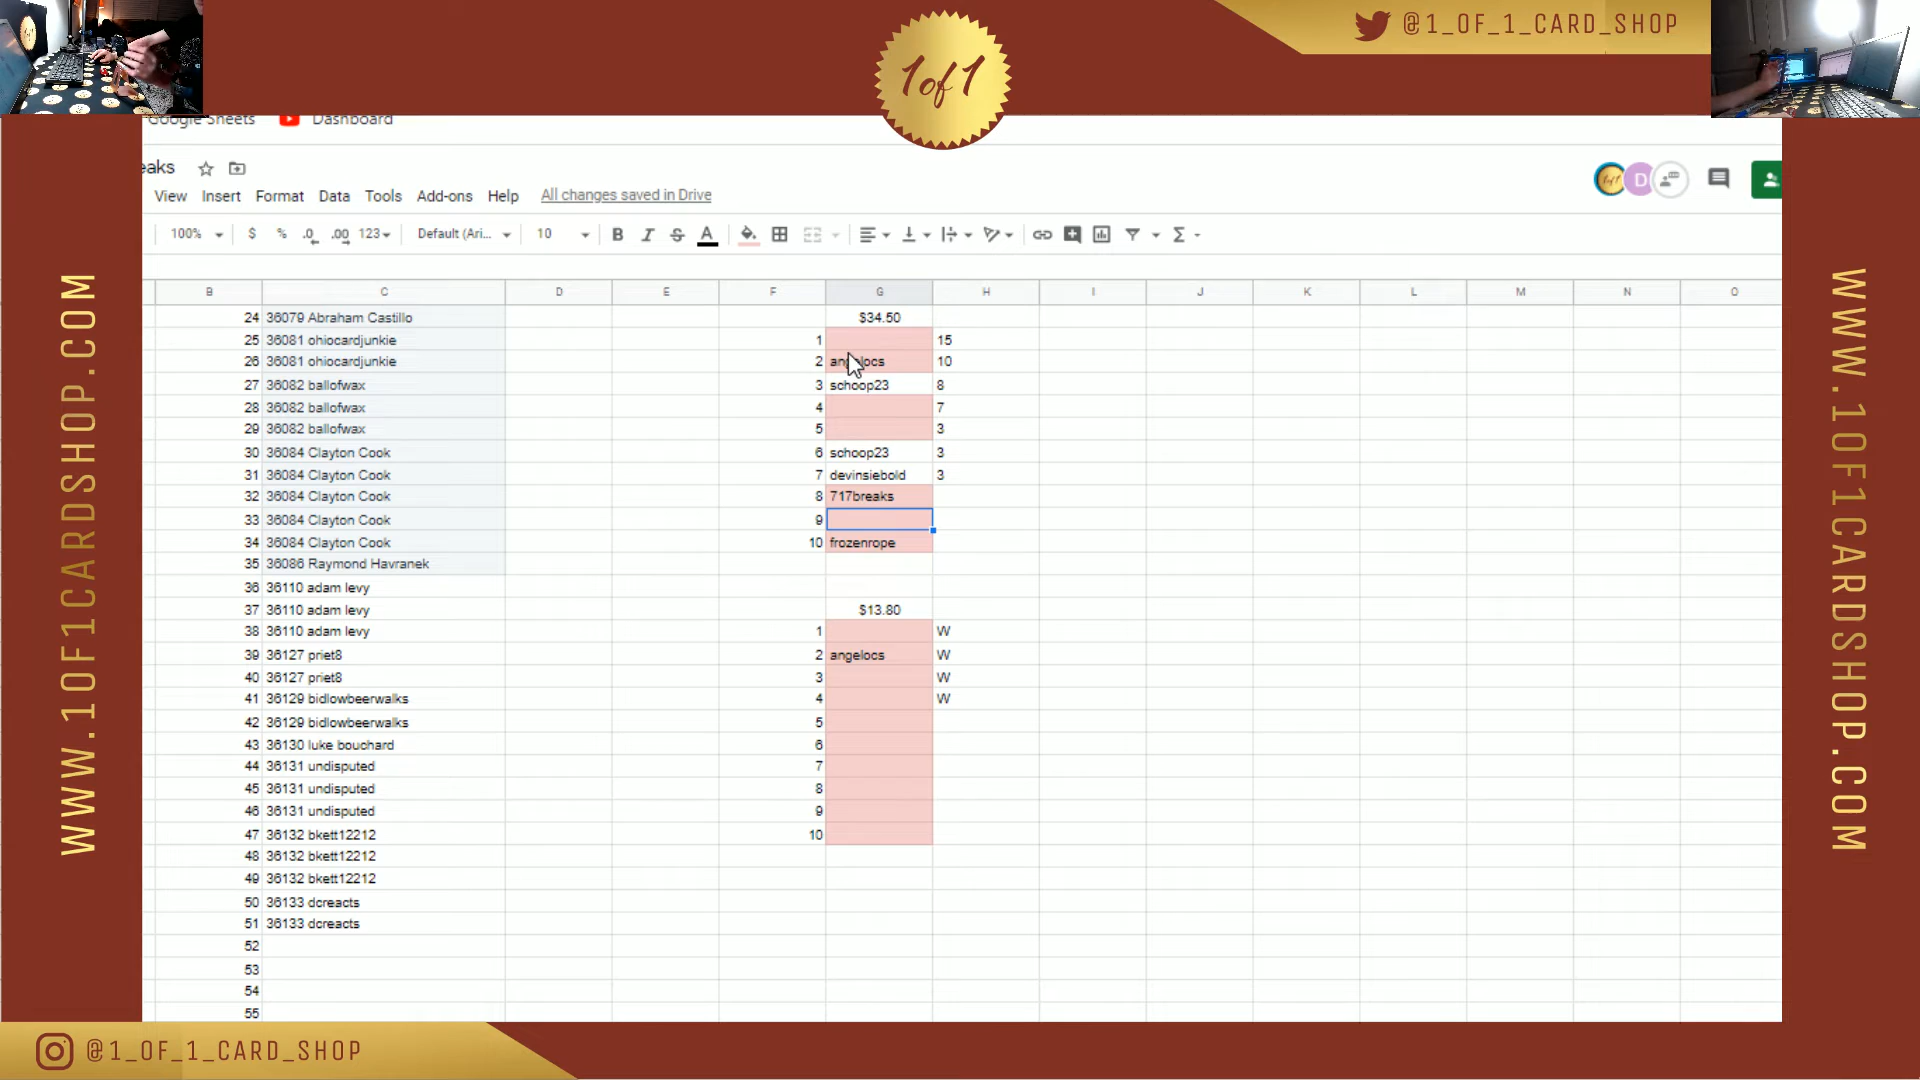 @1_OF_1_CARD_SHOP
1of1
Google Sheets Dashboard
eaks
View Insert Format Data Tools Add-ons Help All changes saved in Drive
D
100% $ % .0 .00 123 Default (Ari... 10 B I S A
B C D E F G H I J K L M N O
24 36079 Abraham Castillo $34.50
25 36081 ohiocardjunkie 1 15
26 36081 ohiocardjunkie 2 angelocs 10
27 36082 ballofwax 3 schoop23 8
28 36082 ballofwax 4 7
29 36082 ballofwax 5 3
30 36084 Clayton Cook 6 schoop23 3
31 36084 Clayton Cook 7 devinsiebold 3
32 36084 Clayton Cook 8 717breaks
33 36084 Clayton Cook 9
34 36084 Clayton Cook 10 frozenrope
35 36086 Raymond Havranek
36 36110 adam levy
37 36110 adam levy $13.80
38 36110 adam levy 1 W
39 36127 priet8 2 angelocs W
40 36127 priet8 3 W
41 36129 bidlowbeerwalks 4 W
42 36129 bidlowbeerwalks 5
43 36130 luke bouchard 6
44 36131 undisputed 7
45 36131 undisputed 8
46 36131 undisputed 9
47 36132 bkett12212 10
48 36132 bkett12212
49 36132 bkett12212
50 36133 dcreacts
51 36133 dcreacts
52
53
54
55
WWW.1OF1CARDSHOP.COM
WWW.1OF1CARDSHOP.COM
@1_OF_1_CARD_SHOP